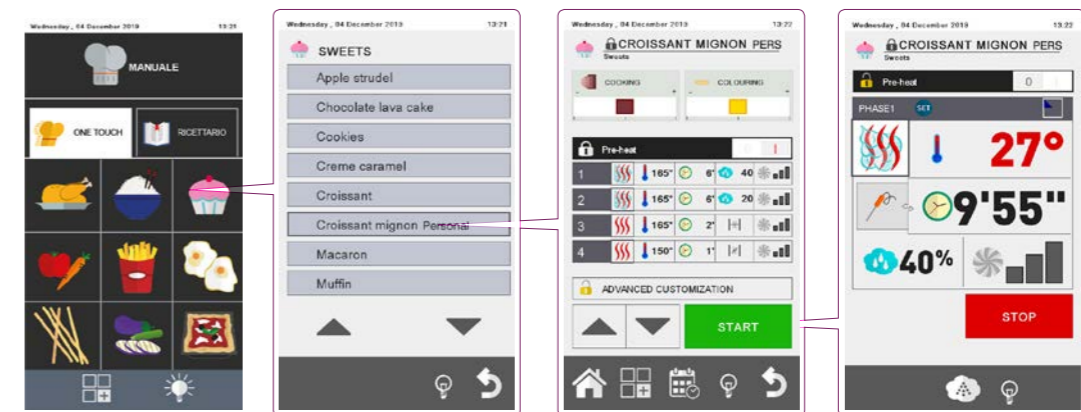 Wednesday , 04 December 2019 13:21
MANUALE
ONE TOUCH
RICETTARIO
Wednesday , 04 December 2019 13:21
SWEETS
Apple strudel
Chocolate lava cake
Cookies
Creme caramel
Croissant
Croissant mignon Personal
Macaron
Muffin
Wednesday , 04 December 2019 13:22
CROISSANT MIGNON PERS
Sweets
COOKING
COLOURING
- +
- +
Pre-heat 0 I
1 165° 6' 40
2 165° 6' 20
3 165° 2'
4 150° 1'
ADVANCED CUSTOMIZATION
START
Wednesday , 04 December 2019 13:22
CROISSANT MIGNON PERS
Sweets
Pre-heat 0 I
PHASE1 SET
27°
9'55"
40%
STOP